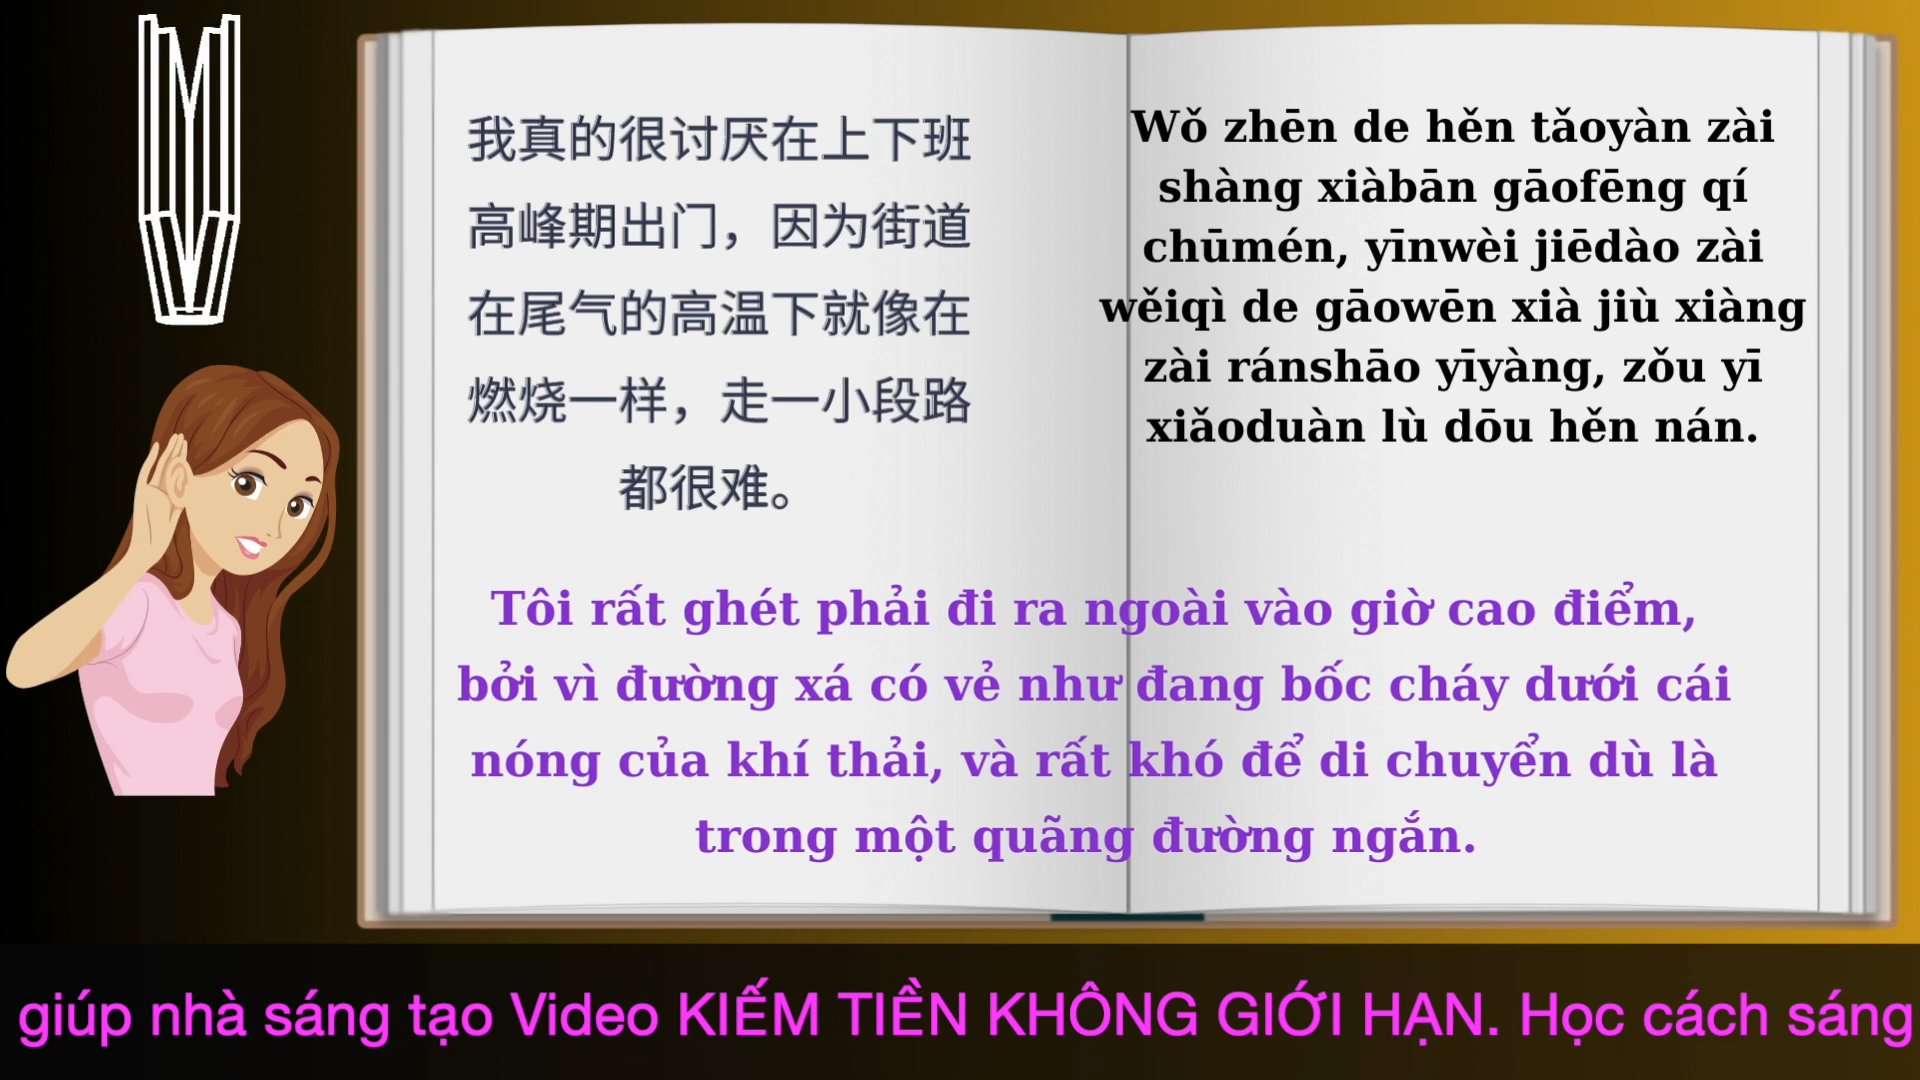 我真的很讨厌在上下班
高峰期出门，因为街道
在尾气的高温下就像在
燃烧一样，走一小段路
都很难。
Wǒ zhēn de hěn tǎoyàn zài
shàng xiàbān gāofēng qí
chūmén, yīnwèi jiēdào zài
wěiqì de gāowēn xià jiù xiàng
zài ránshāo yīyàng, zǒu yī
xiǎoduàn lù dōu hěn nán.
Tôi rất ghét phải đi ra ngoài vào giờ cao điểm,
bởi vì đường xá có vẻ như đang bốc cháy dưới cái
nóng của khí thải, và rất khó để di chuyển dù là
trong một quãng đường ngắn.
giúp nhà sáng tạo Video KIẾM TIỀN KHÔNG GIỚI HẠN. Học cách sáng